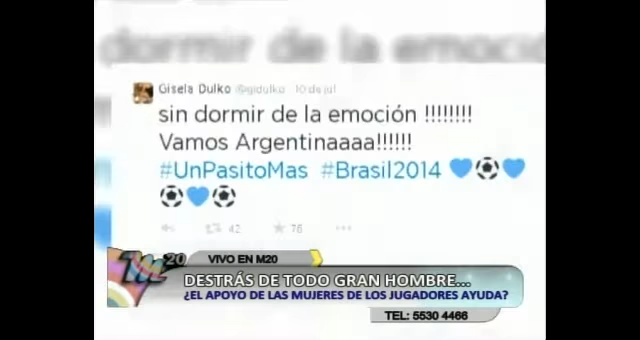 dormir de la emoció
Gisela Dulko @gidulko 10 de jul
sin dormir de la emoción !!!!!!!!
Vamos Argentinaaaa!!!!!!
#UnPasitoMas #Brasil2014 💙⚽💙
⚽💙⚽
42 76
M20
VIVO EN M20
DESTRÁS DE TODO GRAN HOMBRE...
¿EL APOYO DE LAS MUJERES DE LOS JUGADORES AYUDA?
TEL: 5530 4466